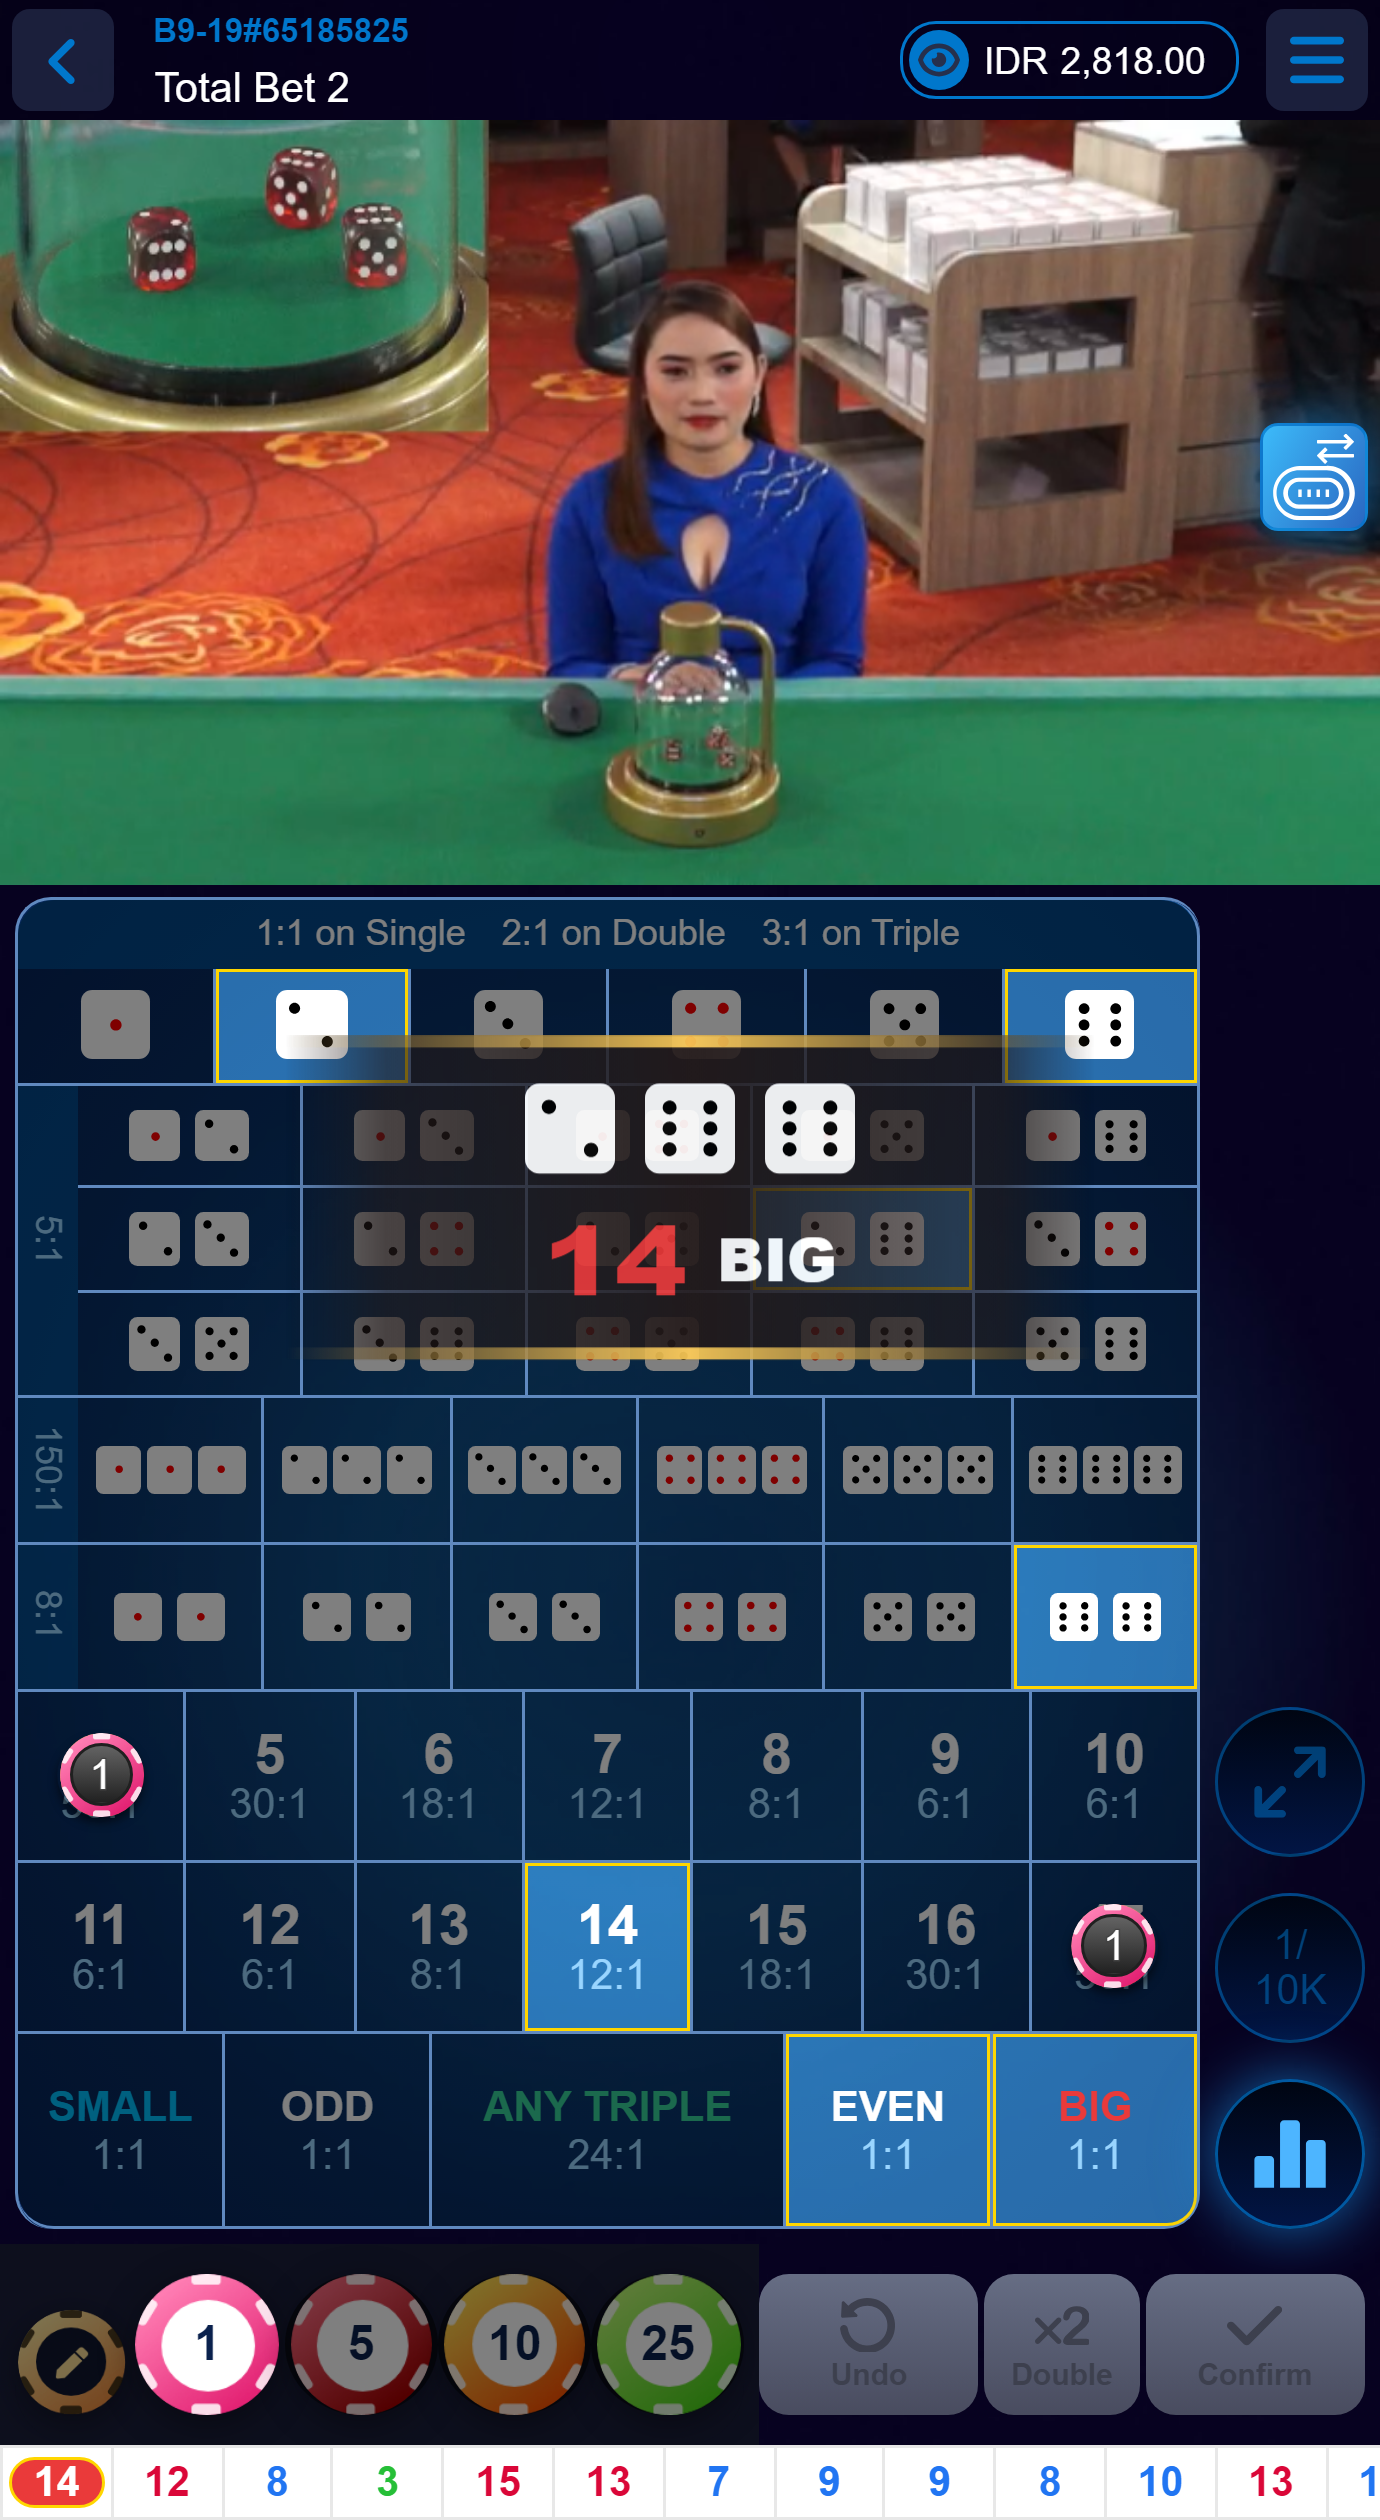 B9-19#65185825
Total Bet 2
IDR 2,818.00
1:1 on Single 2:1 on Double 3:1 on Triple
5:1
14 BIG
150:1
8:1
1
5 6 7 8 9 10
30:1 18:1 12:1 8:1 6:1 6:1
11 12 13 14 15 16
1
6:1 6:1 8:1 12:1 18:1 30:1
1/
10K
SMALL ODD ANY TRIPLE EVEN BIG
1:1 1:1 24:1 1:1 1:1
1 5 10 25
x2
Undo Double Confirm
14 12 8 3 15 13 7 9 9 8 10 13